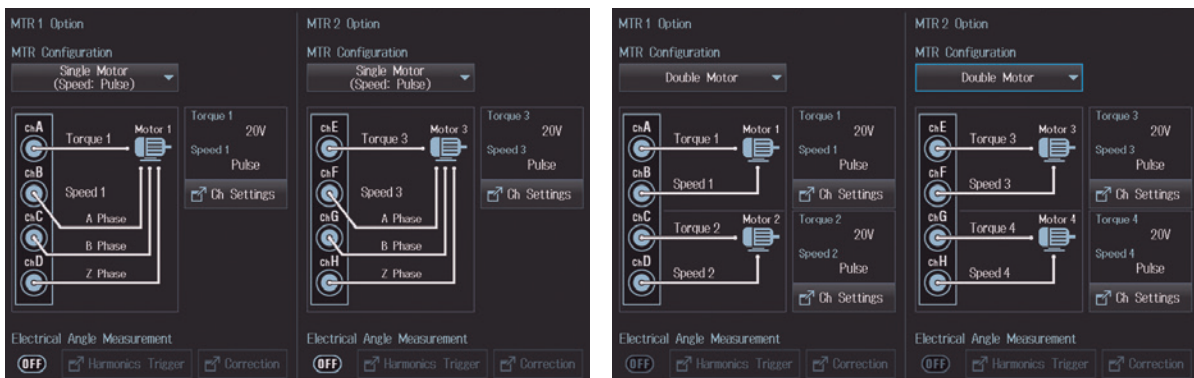 MTR1 Option
MTR Configuration
Single Motor
(Speed: Pulse)
chA
Torque 1
Motor 1
chB
Speed 1
chC
A Phase
B Phase
chD
Z Phase
Torque 1
20V
Speed 1
Pulse
Ch Settings
Electrical Angle Measurement
OFF
Harmonics Trigger
Correction
MTR2 Option
MTR Configuration
Single Motor
(Speed: Pulse)
chE
Torque 3
Motor 3
chF
Speed 3
chG
A Phase
B Phase
chH
Z Phase
Torque 3
20V
Speed 3
Pulse
Ch Settings
Electrical Angle Measurement
OFF
Harmonics Trigger
Correction
MTR1 Option
MTR Configuration
Double Motor
chA
Torque 1
Motor 1
chB
Speed 1
chC
Torque 2
Motor 2
chD
Speed 2
Torque 1
20V
Speed 1
Pulse
Ch Settings
Torque 2
20V
Speed 2
Pulse
Ch Settings
Electrical Angle Measurement
OFF
Harmonics Trigger
Correction
MTR2 Option
MTR Configuration
Double Motor
chE
Torque 3
Motor 3
chF
Speed 3
chG
Torque 4
Motor 4
chH
Speed 4
Torque 3
20V
Speed 3
Pulse
Ch Settings
Torque 4
20V
Speed 4
Pulse
Ch Settings
Electrical Angle Measurement
OFF
Harmonics Trigger
Correction